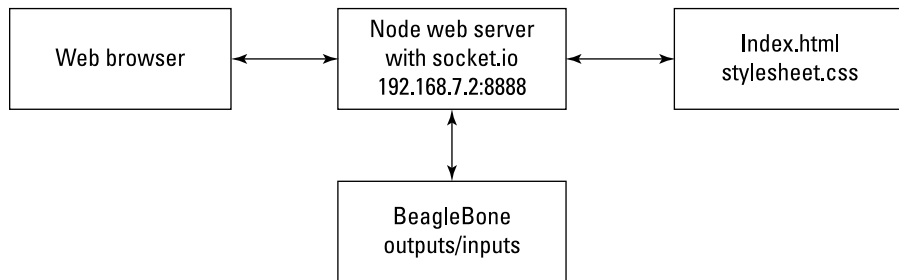 Web browser
Node web server
with socket.io
192.168.7.2:8888
Index.html
stylesheet.css
BeagleBone
outputs/inputs